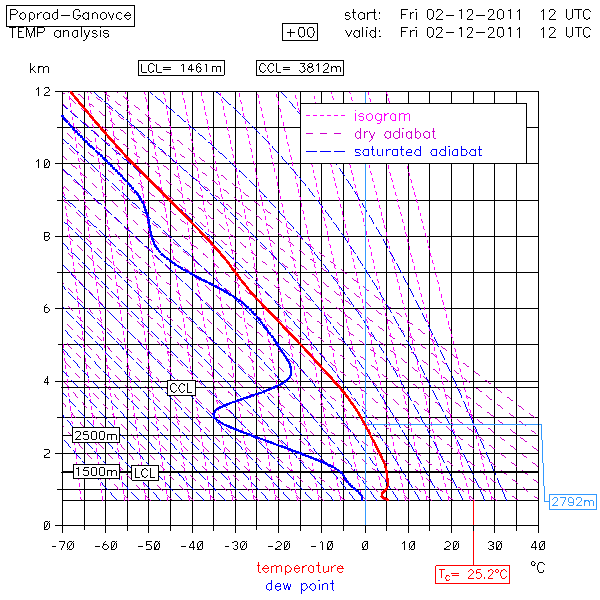 Poprad-Ganovce
TEMP analysis
+00
start: Fri 02-12-2011 12 UTC
valid: Fri 02-12-2011 12 UTC
km
LCL= 1461m
CCL= 3812m
12
10
8
6
4
2
0
isogram
dry adiabat
saturated adiabat
CCL
2500m
1500m
LCL
2792m
-70 -60 -50 -40 -30 -20 -10 0 10 20 30 40
°C
temperature
dew point
Tc= 25.2°C